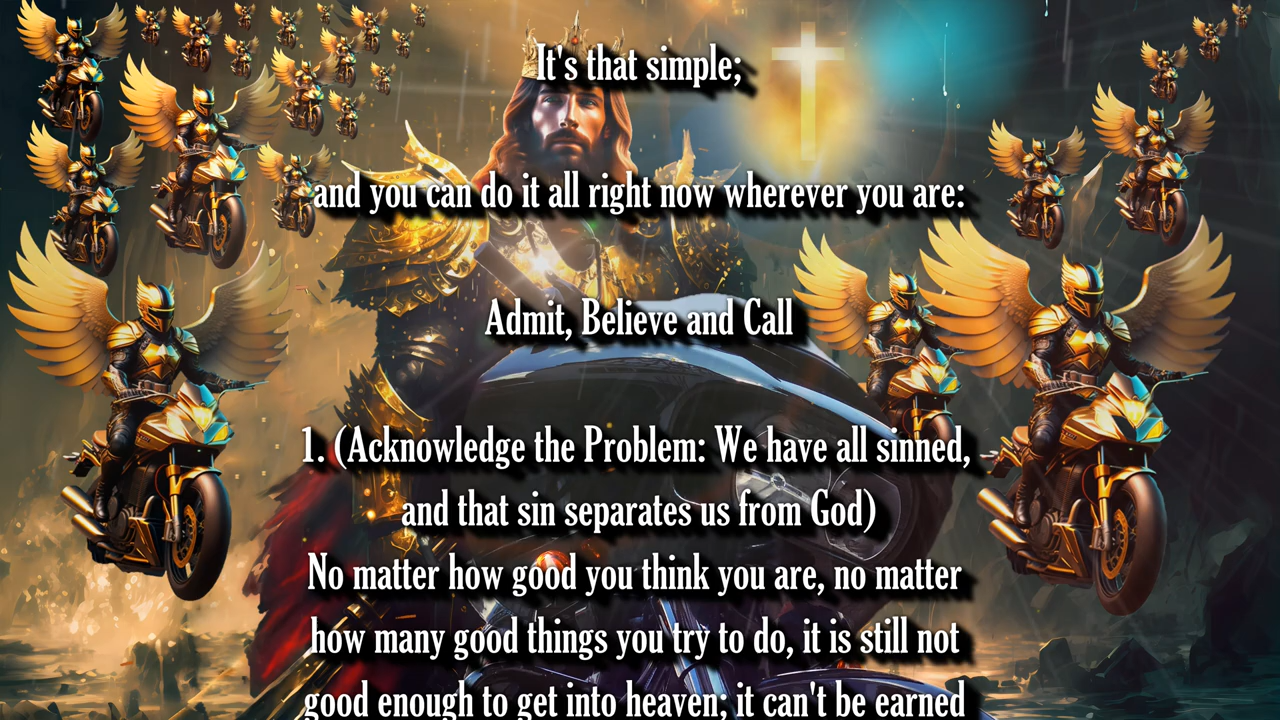 It's that simple;
and you can do it all right now wherever you are:
Admit, Believe and Call
1. (Acknowledge the Problem: We have all sinned,
and that sin separates us from God)
No matter how good you think you are, no matter
how many good things you try to do, it is still not
good enough to get into heaven; it can't be earned